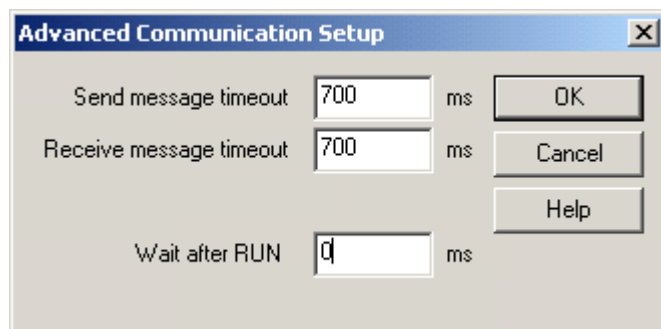 Advanced Communication Setup
Send message timeout 700 ms OK
Receive message timeout 700 ms Cancel
Help
Wait after RUN 0 ms